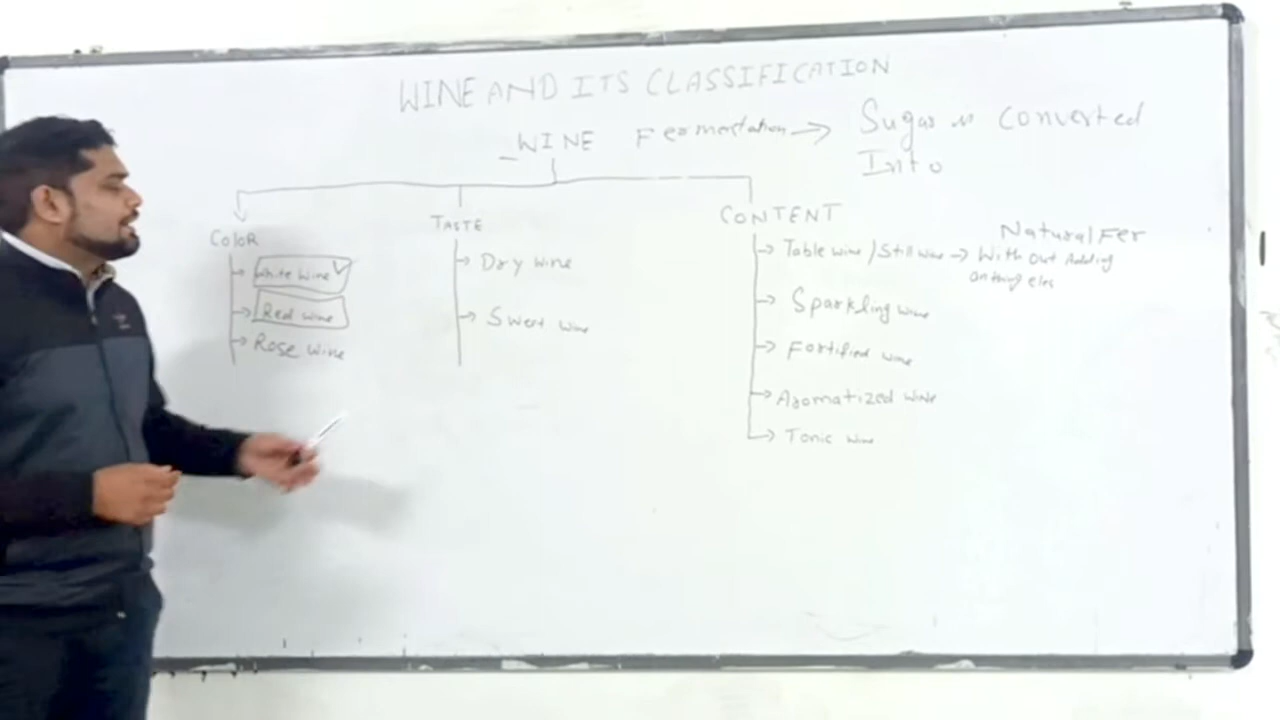 WINE AND ITS CLASSIFICATION
WINE Fermentation → Sugar is Converted
Into
COLOR
White Wine ✓
Red wine
Rose wine
TASTE
Dry wine
Sweet wine
CONTENT
Table wine / Still wine → With out Adding
Natural Fer
anthing eles
Sparkling wine
Fortified wine
Aromatized wine
Tonic wine